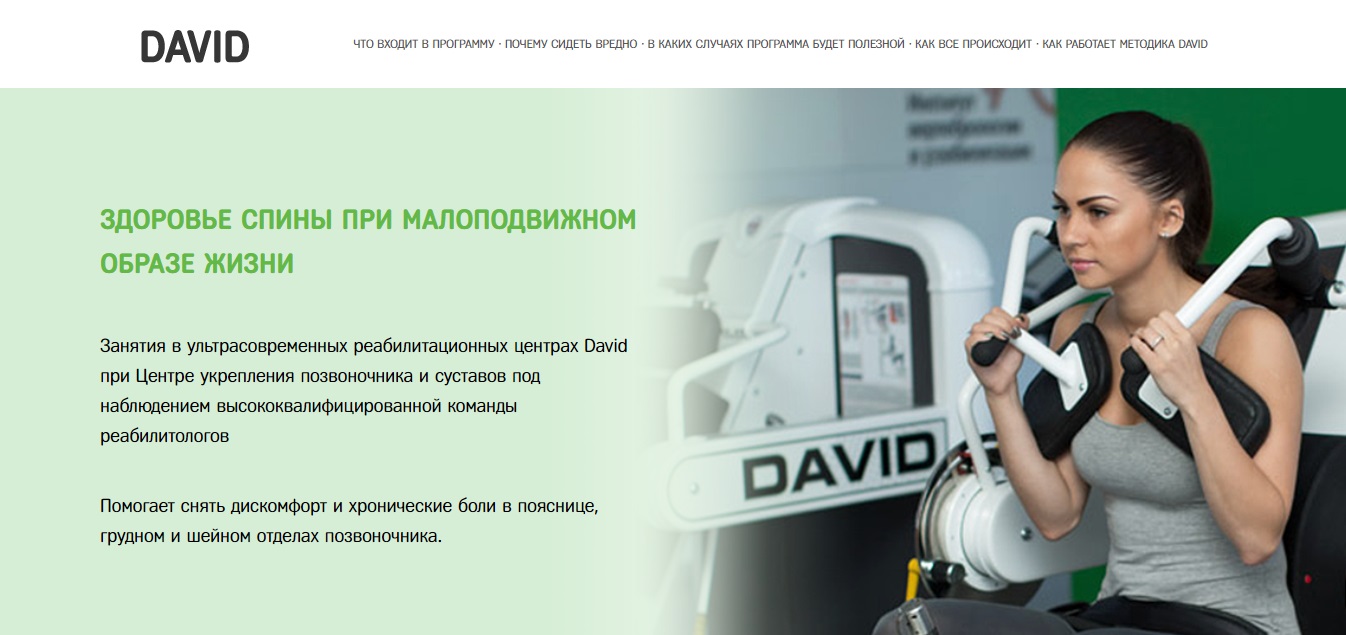 DAVID
ЧТО ВХОДИТ В ПРОГРАММУ · ПОЧЕМУ СИДЕТЬ ВРЕДНО · В КАКИХ СЛУЧАЯХ ПРОГРАММА БУДЕТ ПОЛЕЗНОЙ · КАК ВСЕ ПРОИСХОДИТ · КАК РАБОТАЕТ МЕТОДИКА DAVID
ЗДОРОВЬЕ СПИНЫ ПРИ МАЛОПОДВИЖНОМ
ОБРАЗЕ ЖИЗНИ
Занятия в ультрасовременных реабилитационных центрах David
при Центре укрепления позвоночника и суставов под
наблюдением высококвалифицированной команды
реабилитологов
Помогает снять дискомфорт и хронические боли в пояснице,
грудном и шейном отделах позвоночника.
DAVID